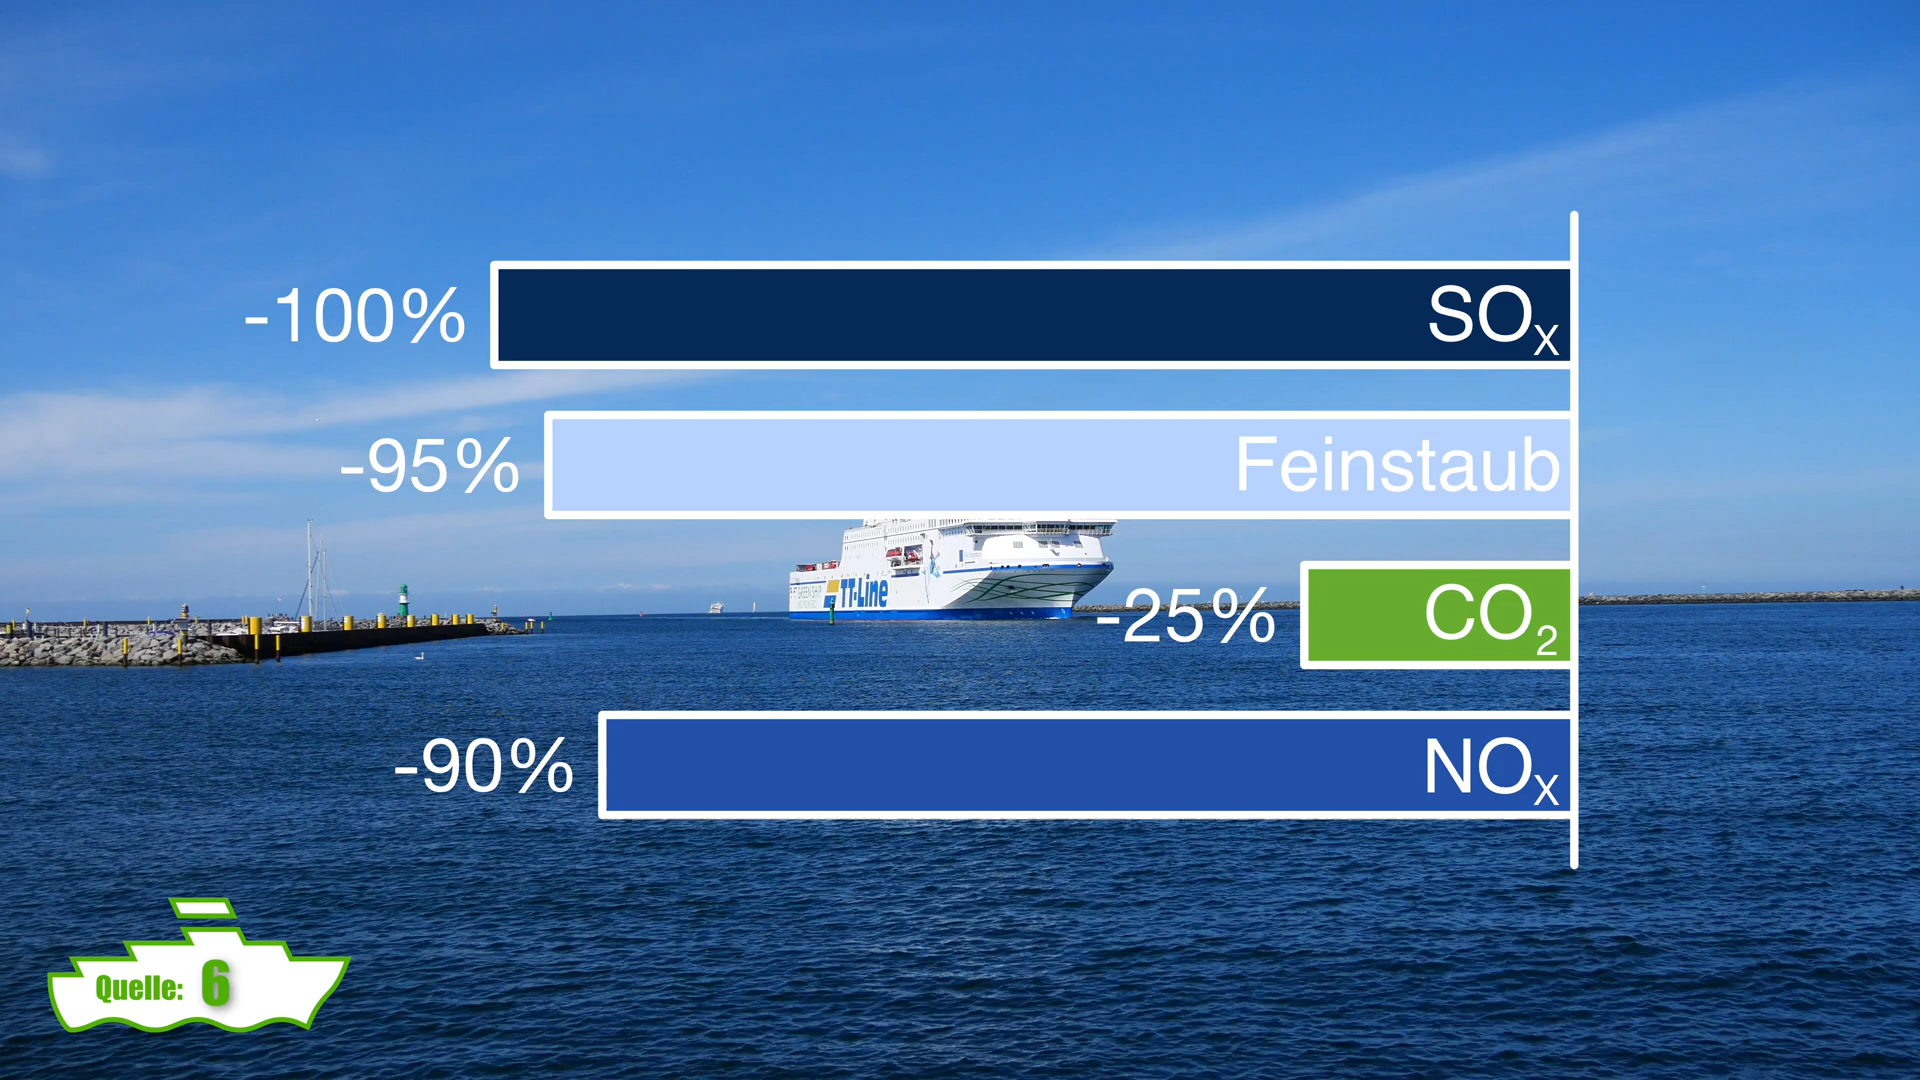 -100% SOₓ
-95% Feinstaub
TT-Line
-25% CO₂
-90% NOₓ
Quelle: 6